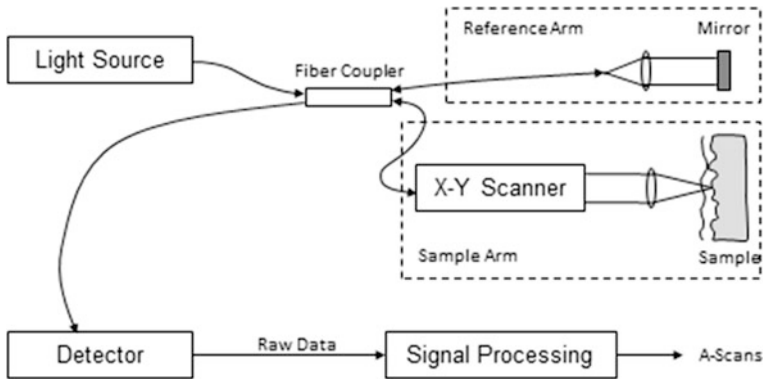 Reference Arm
Mirror
Light Source
Fiber Coupler
X-Y Scanner
Sample Arm
Sample
Detector
Raw Data
Signal Processing
A-Scans